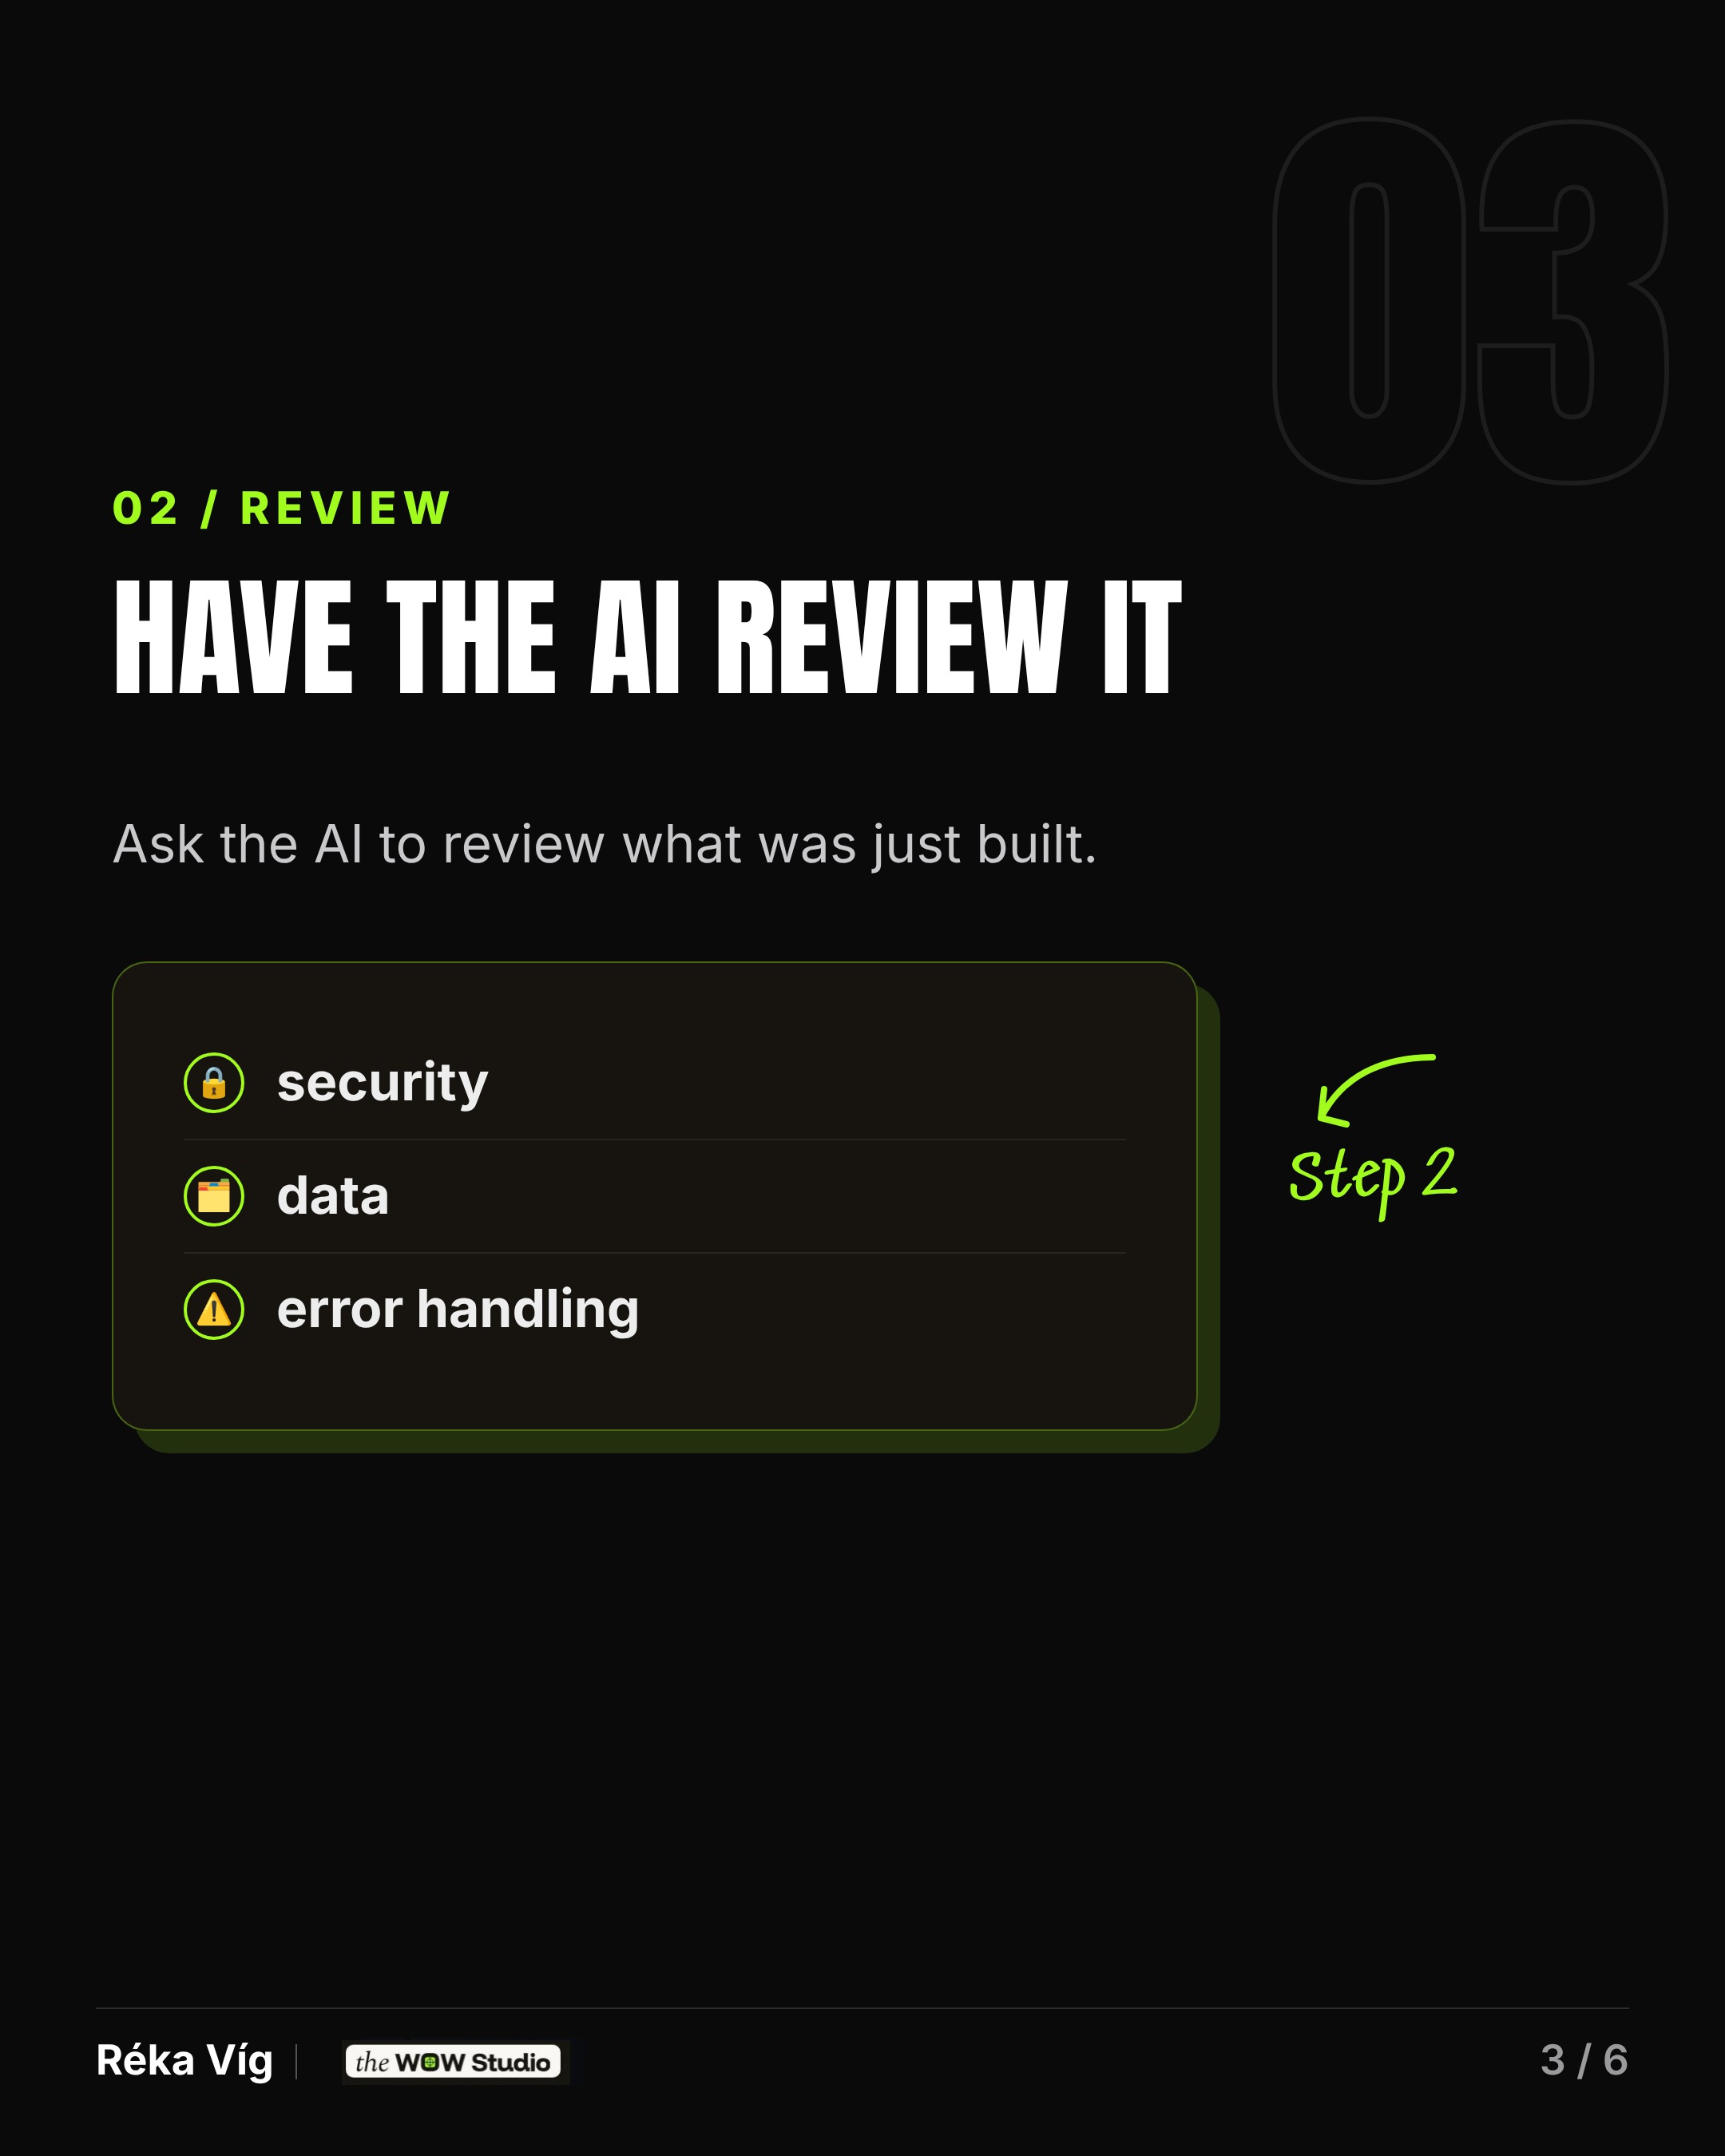 03
02 / REVIEW
HAVE THE AI REVIEW IT
Ask the AI to review what was just built.
security
data
error handling
Step 2
Réka Víg
the WOW Studio
3 / 6